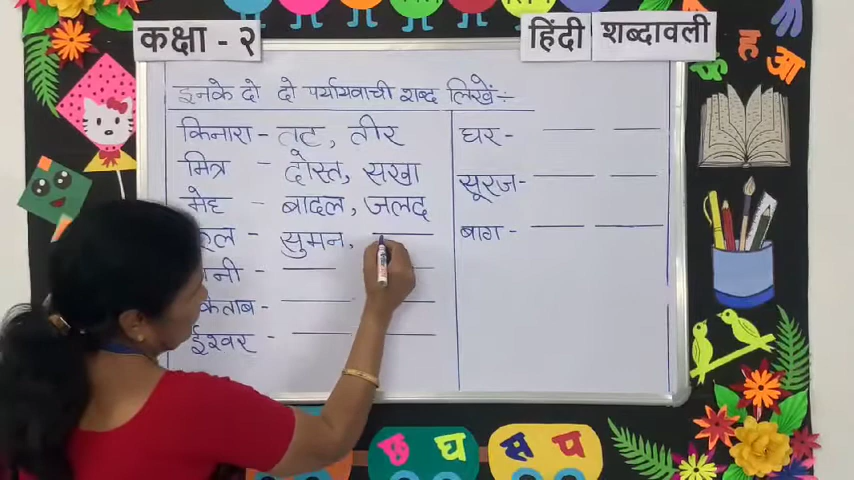 कक्षा - २
हिंदी शब्दावली
इनके दो दो पर्यायवाची शब्द लिखें ÷
किनारा - तट, तीर
मित्र - दोस्त, सखा
मेह - बादल, जलद
- सुमन,
ईश्वर -
घर -
सूरज -
बाग -
अ
आ
छ
घ
अ
प